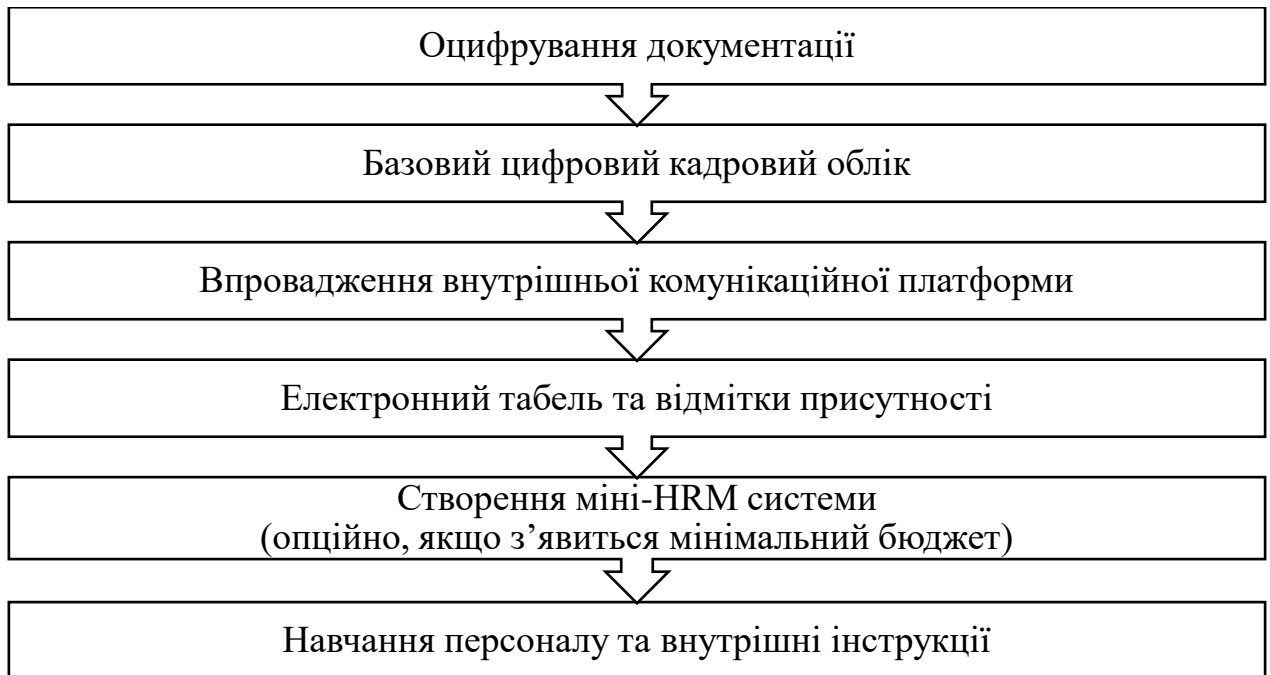 Оцифрування документації
Базовий цифровий кадровий облік
Впровадження внутрішньої комунікаційної платформи
Електронний табель та відмітки присутності
Створення міні-HRM системи
(опційно, якщо з’явиться мінімальний бюджет)
Навчання персоналу та внутрішні інструкції